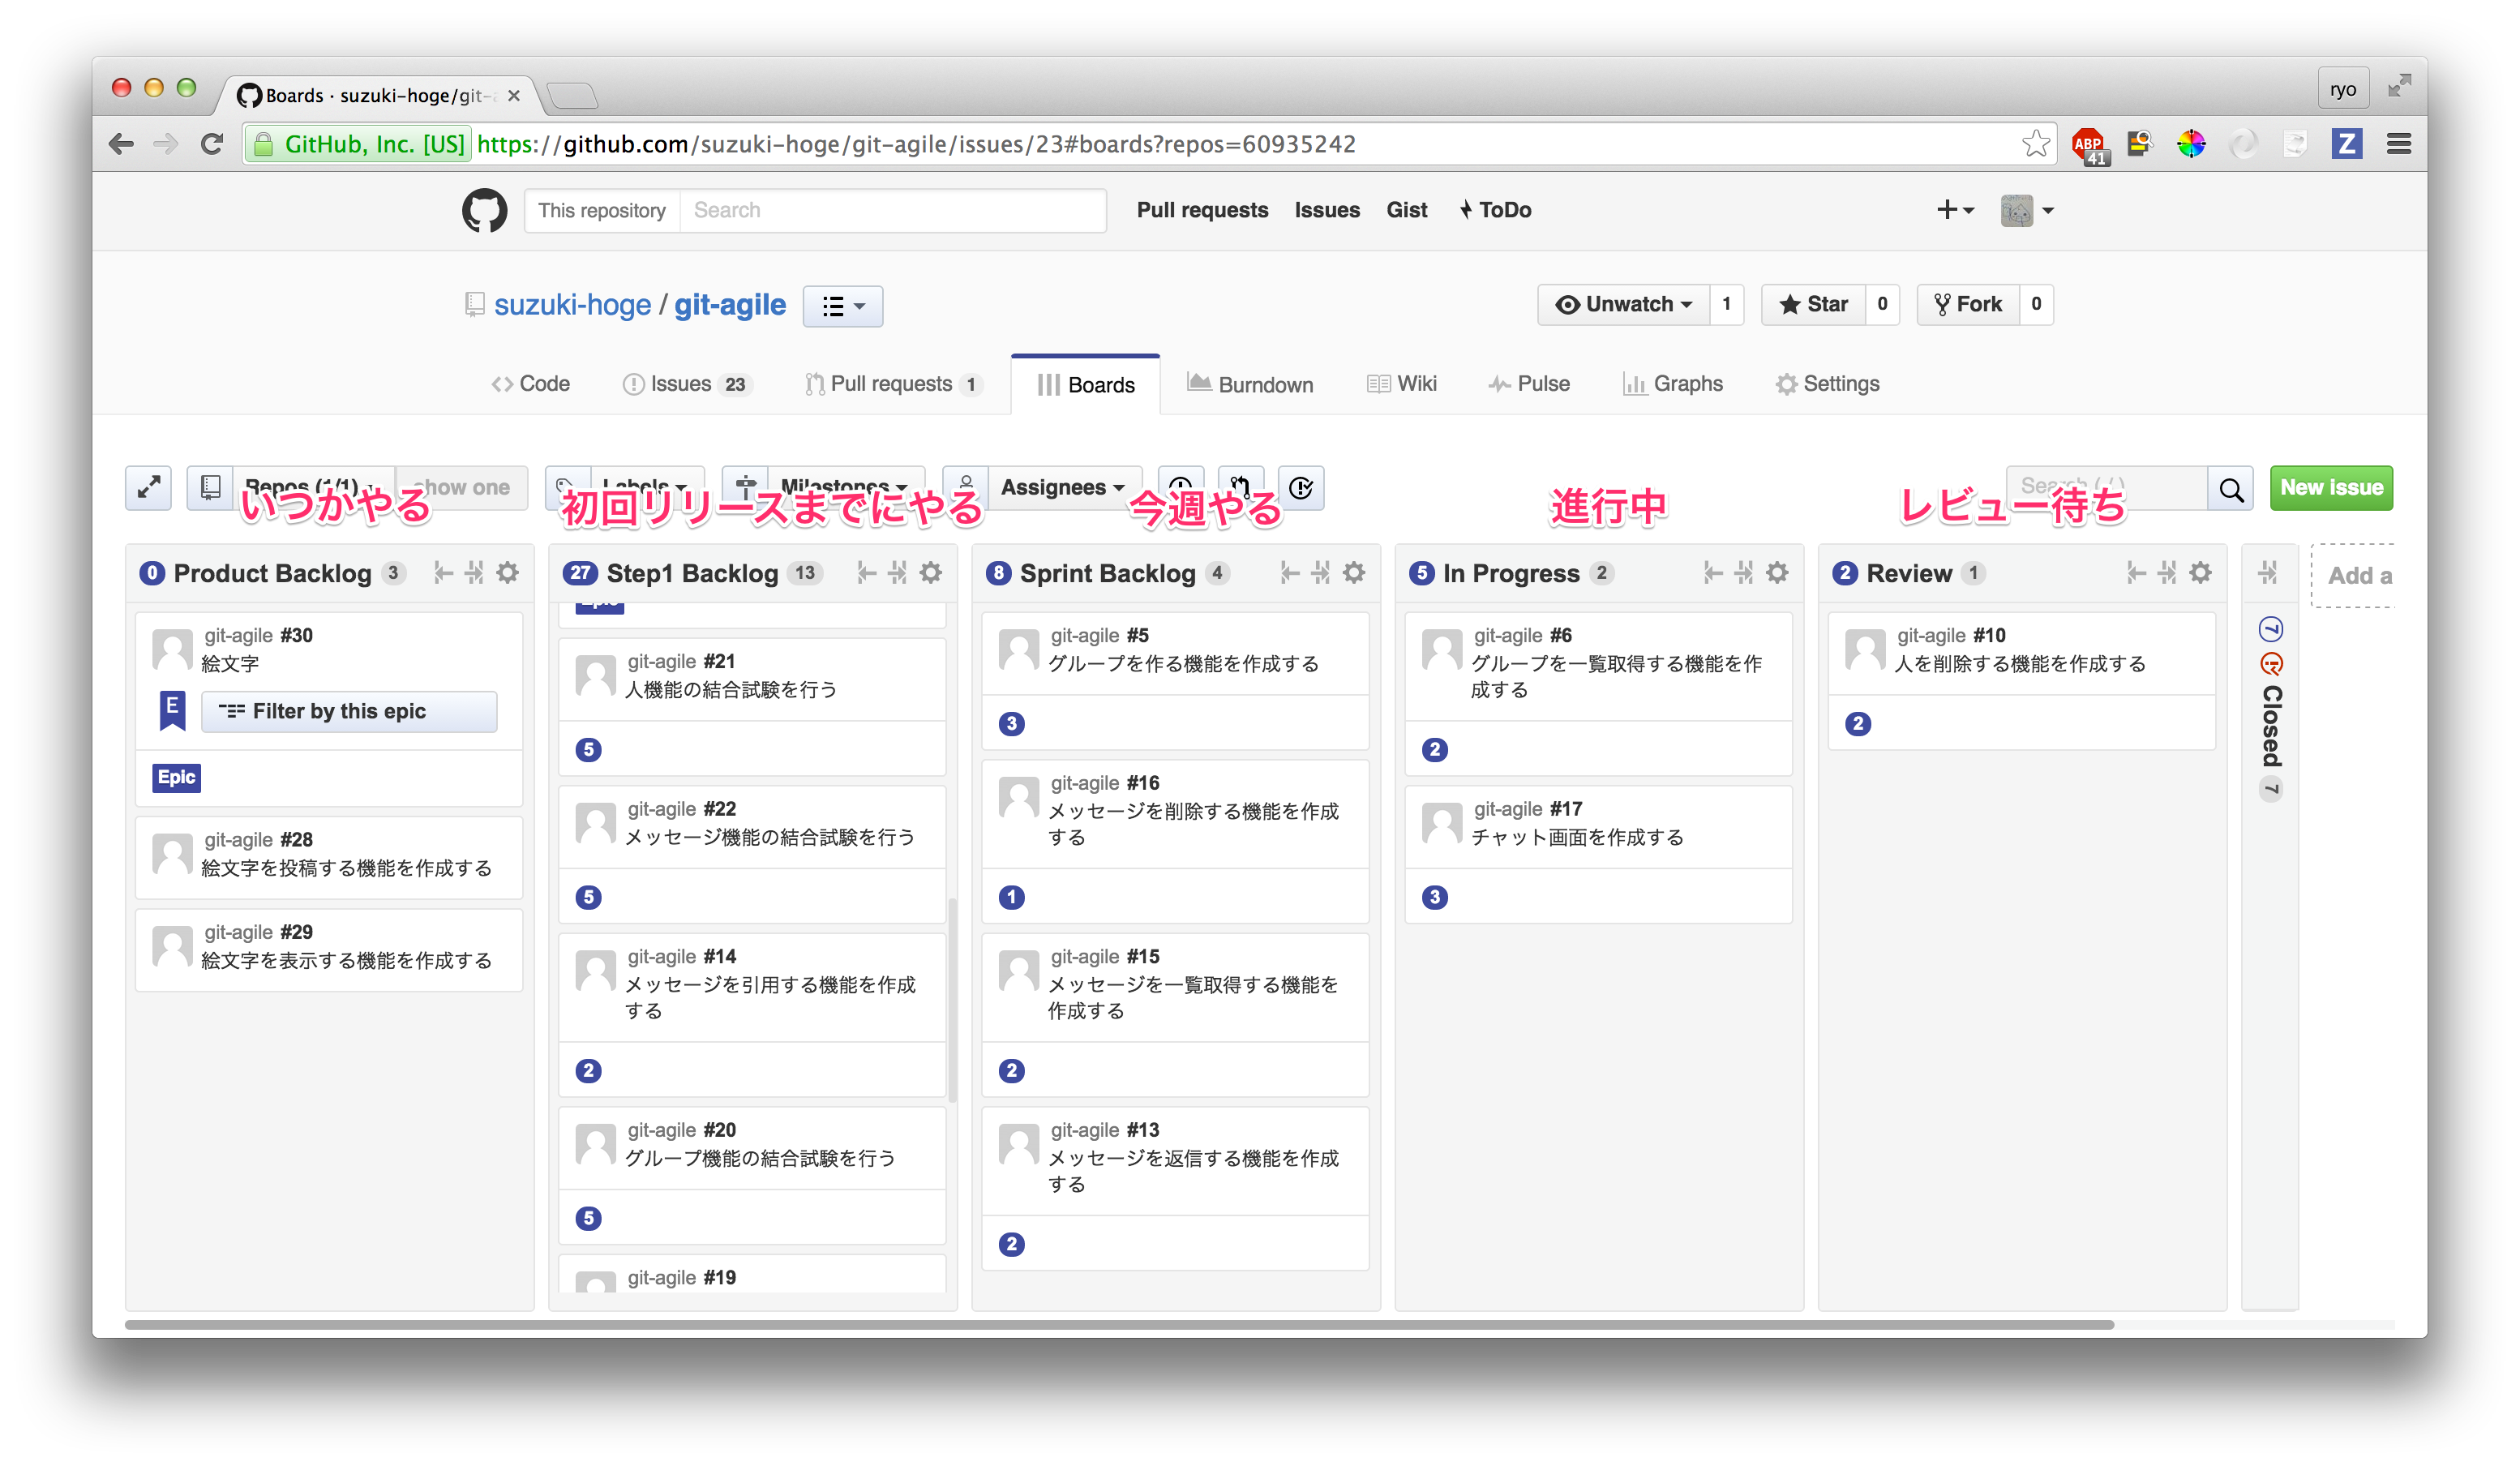 Boards · suzuki-hoge/git-a
ryo
GitHub, Inc. [US] https://github.com/suzuki-hoge/git-agile/issues/23#boards?repos=60935242
ABP 41
Z
This repository Search
Pull requests Issues Gist ToDo
suzuki-hoge / git-agile
Unwatch 1 Star 0 Fork 0
Code Issues 23 Pull requests 1 Boards Burndown Wiki Pulse Graphs Settings
Repos (1/1) show one Labels Milestones Assignees Search (/) New issue
いつかやる 初回リリースまでにやる 今週やる 進行中 レビュー待ち
0 Product Backlog 3
git-agile #30
絵文字
E Filter by this epic
Epic
git-agile #28
絵文字を投稿する機能を作成する
git-agile #29
絵文字を表示する機能を作成する
27 Step1 Backlog 13
Epic
git-agile #21
人機能の結合試験を行う
5
git-agile #22
メッセージ機能の結合試験を行う
5
git-agile #14
メッセージを引用する機能を作成
する
2
git-agile #20
グループ機能の結合試験を行う
5
git-agile #19
8 Sprint Backlog 4
git-agile #5
グループを作る機能を作成する
3
git-agile #16
メッセージを削除する機能を作成
する
1
git-agile #15
メッセージを一覧取得する機能を
作成する
2
git-agile #13
メッセージを返信する機能を作成
する
2
5 In Progress 2
git-agile #6
グループを一覧取得する機能を作
成する
2
git-agile #17
チャット画面を作成する
3
2 Review 1
git-agile #10
人を削除する機能を作成する
2
7 Closed 7
Add a